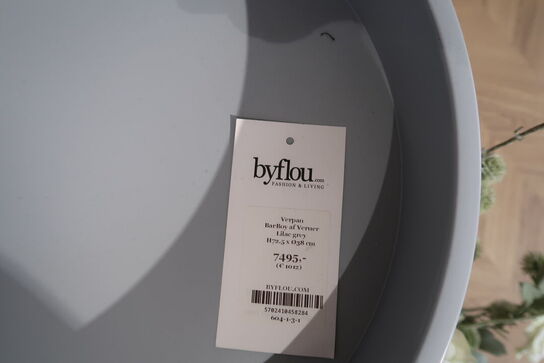 byflou.com
FASHION & LIVING
Verpan
BarBoy af Verner
Lilac grey
H72,5 x Ø38 cm
7495,-
(€ 1012)
BYFLOU.COM
5702410458284
604-1-3-1